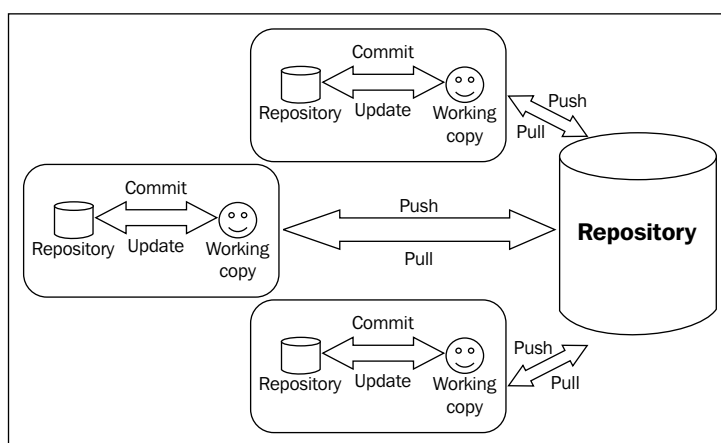 Commit
Repository
Update
Working
copy
Push
Pull
Commit
Repository
Update
Working
copy
Push
Pull
Repository
Commit
Repository
Update
Working
copy
Push
Pull